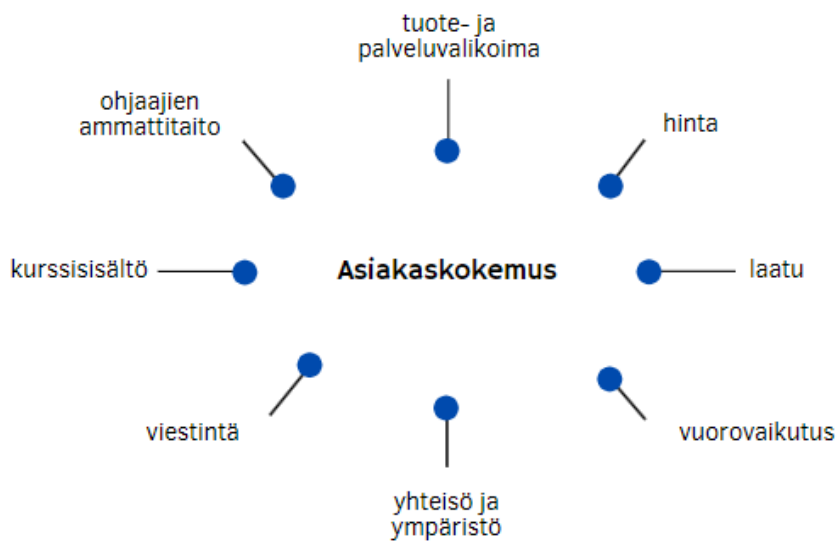 tuote- ja
palveluvalikoima
ohjaajien
ammattitaito
hinta
kurssisisältö
Asiakaskokemus
laatu
viestintä
vuorovaikutus
yhteisö ja
ympäristö